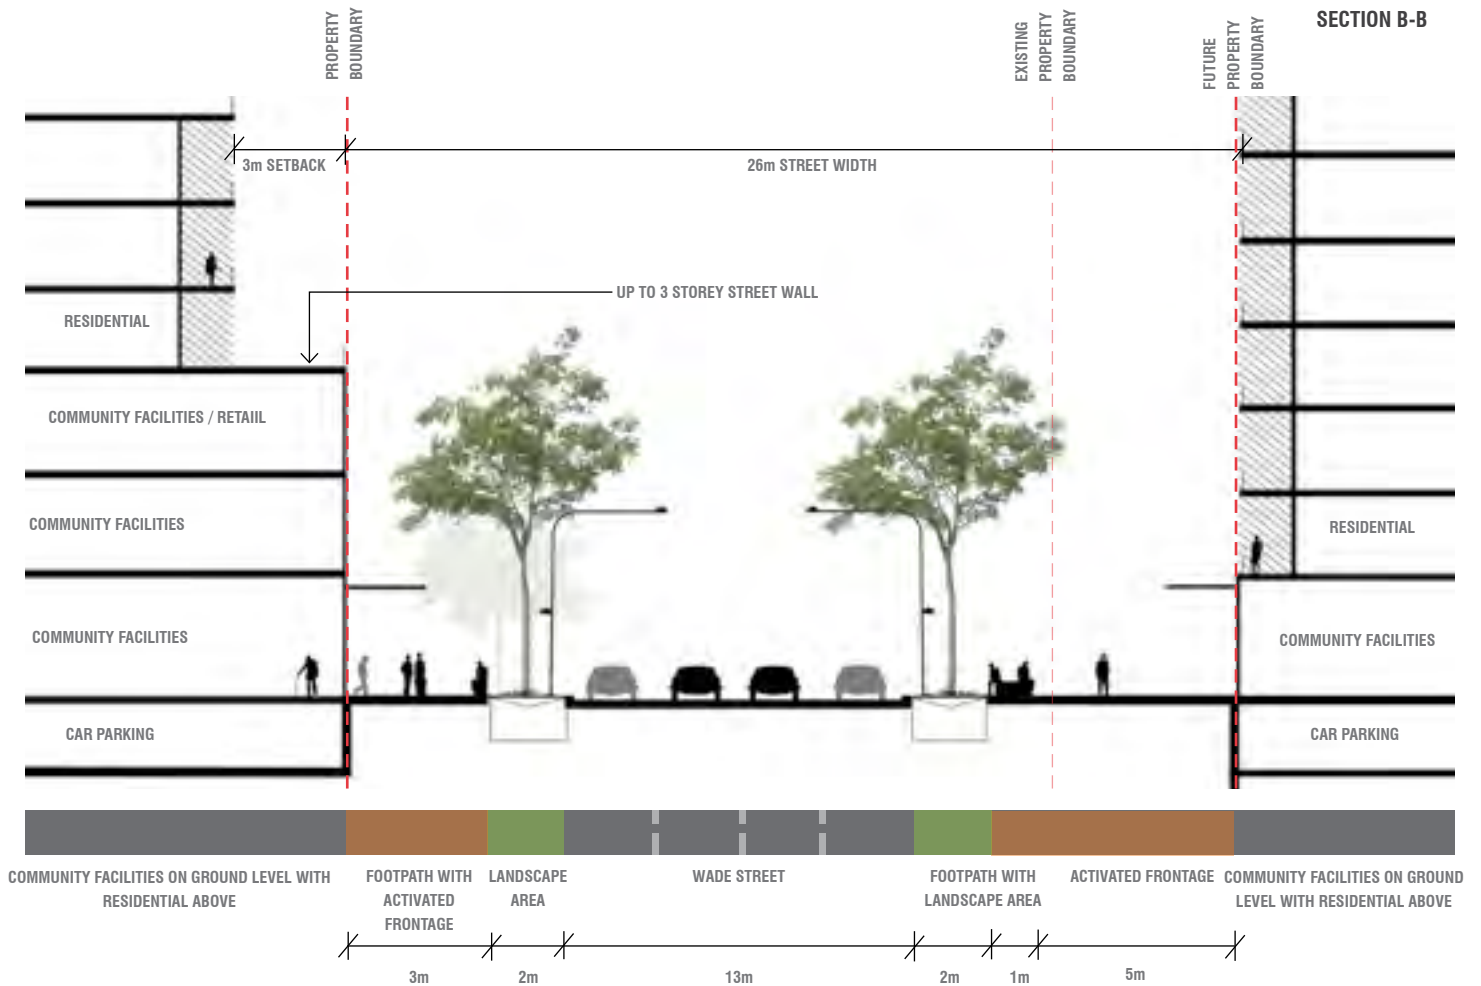 SECTION B-B
PROPERTY
BOUNDARY
EXISTING
PROPERTY
BOUNDARY
FUTURE
PROPERTY
BOUNDARY
3m SETBACK
26m STREET WIDTH
UP TO 3 STOREY STREET WALL
RESIDENTIAL
COMMUNITY FACILITIES / RETAIL
COMMUNITY FACILITIES
RESIDENTIAL
COMMUNITY FACILITIES
COMMUNITY FACILITIES
CAR PARKING
CAR PARKING
COMMUNITY FACILITIES ON GROUND LEVEL WITH
RESIDENTIAL ABOVE
FOOTPATH WITH
ACTIVATED
FRONTAGE
LANDSCAPE
AREA
WADE STREET
FOOTPATH WITH
LANDSCAPE AREA
ACTIVATED FRONTAGE
COMMUNITY FACILITIES ON GROUND
LEVEL WITH RESIDENTIAL ABOVE
3m
2m
13m
2m
1m
5m